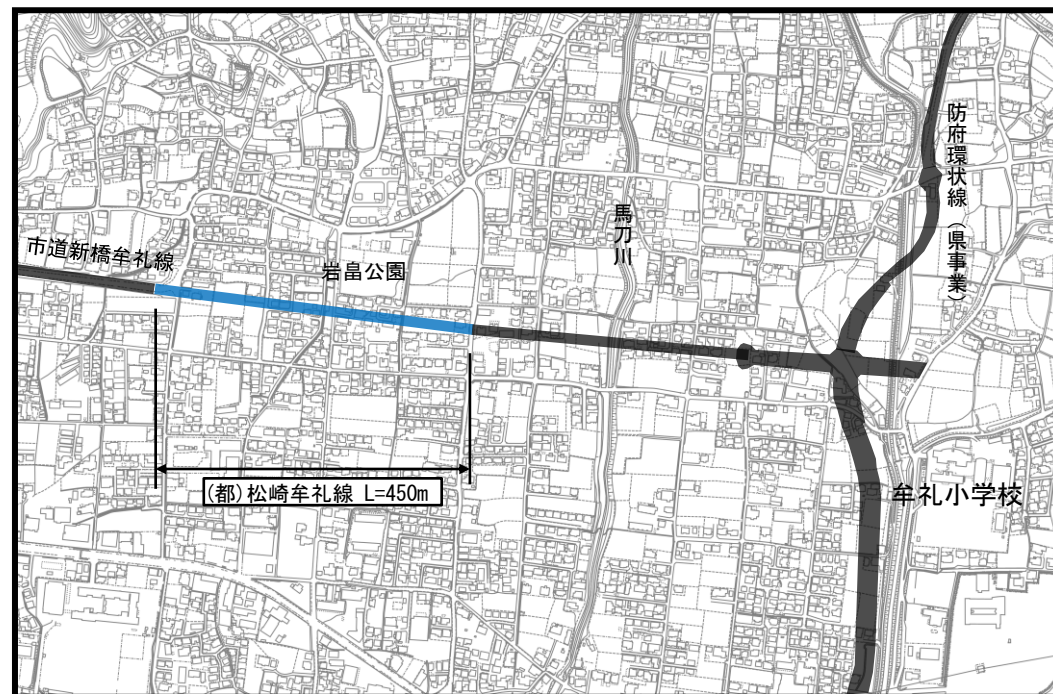 防府環状線（県事業）
馬刀川
市道新橋牟礼線
岩畠公園
(都)松崎牟礼線 L=450m
牟礼小学校